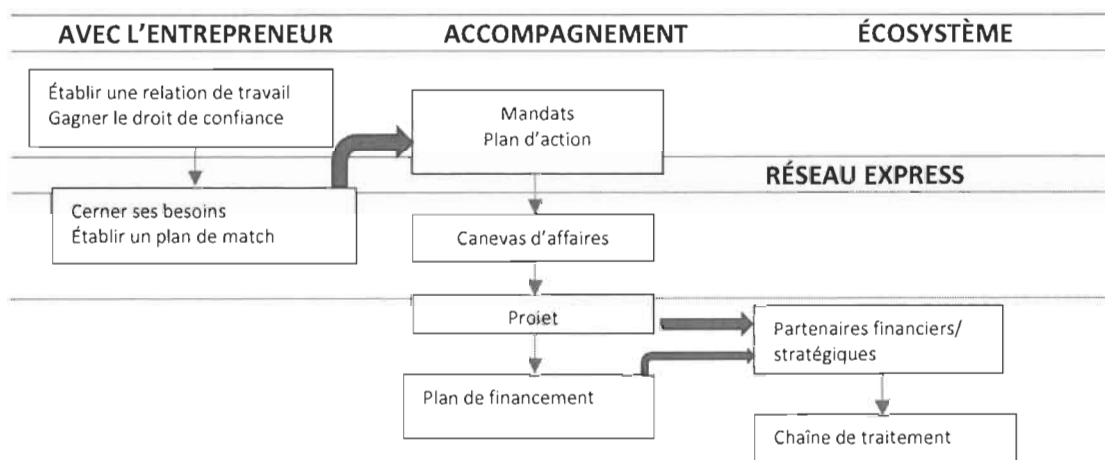 AVEC L'ENTREPRENEUR
ACCOMPAGNEMENT
ÉCOSYSTÈME
Établir une relation de travail
Gagner le droit de confiance
Mandats
Plan d'action
RÉSEAU EXPRESS
Cerner ses besoins
Établir un plan de match
Canevas d'affaires
Projet
Partenaires financiers/
stratégiques
Plan de financement
Chaîne de traitement